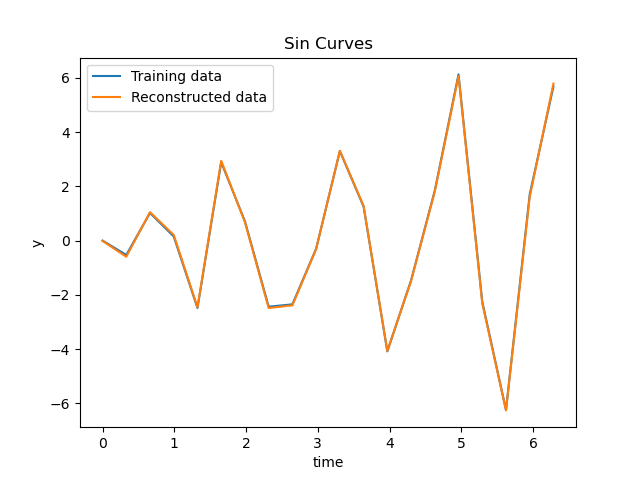 Sin Curves
Training data
Reconstructed data
6
4
2
0
−2
−4
−6
y
0 1 2 3 4 5 6
time